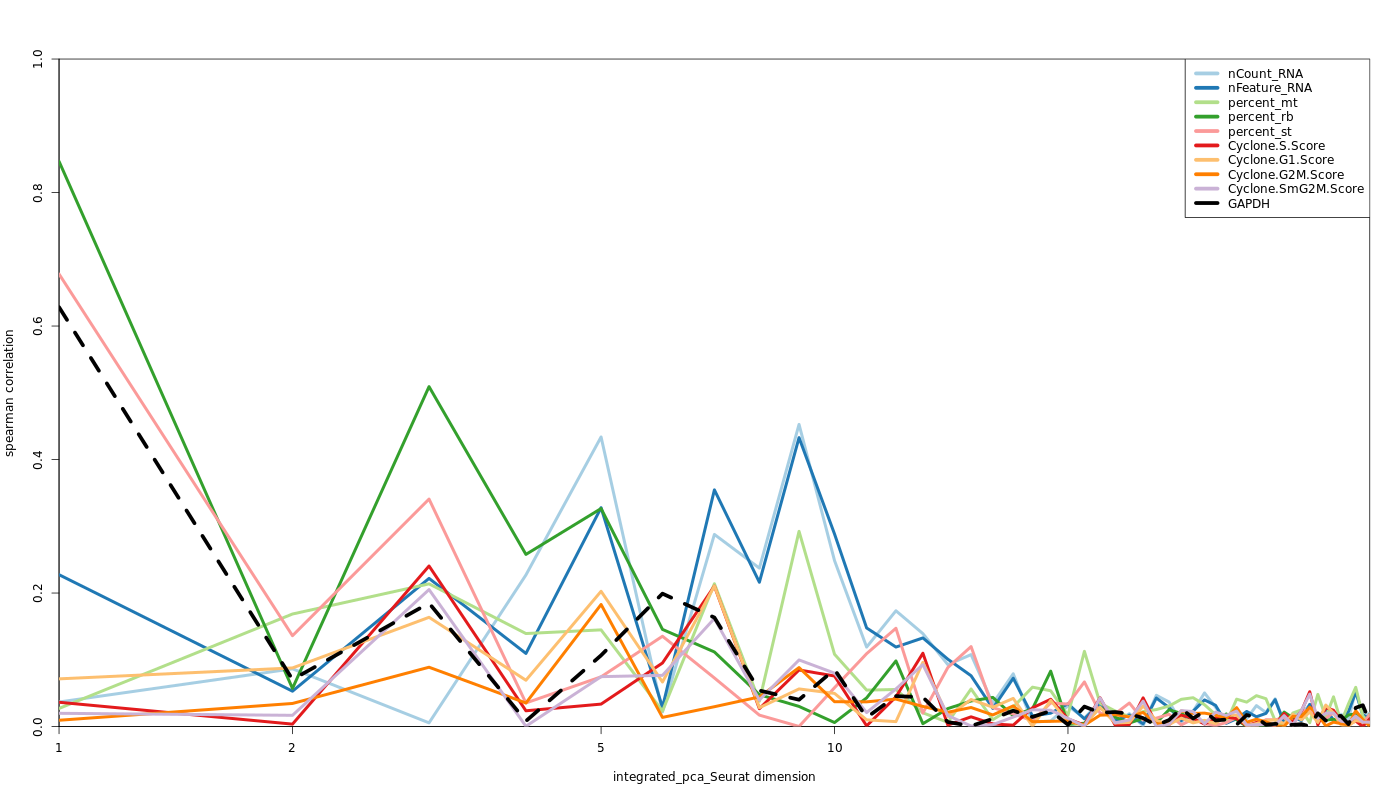 1.0
0.8
0.6
0.4
0.2
0.0
spearman correlation
nCount_RNA
nFeature_RNA
percent_mt
percent_rb
percent_st
Cyclone.S.Score
Cyclone.G1.Score
Cyclone.G2M.Score
Cyclone.SmG2M.Score
GAPDH
1 2 5 10 20
integrated_pca_Seurat dimension